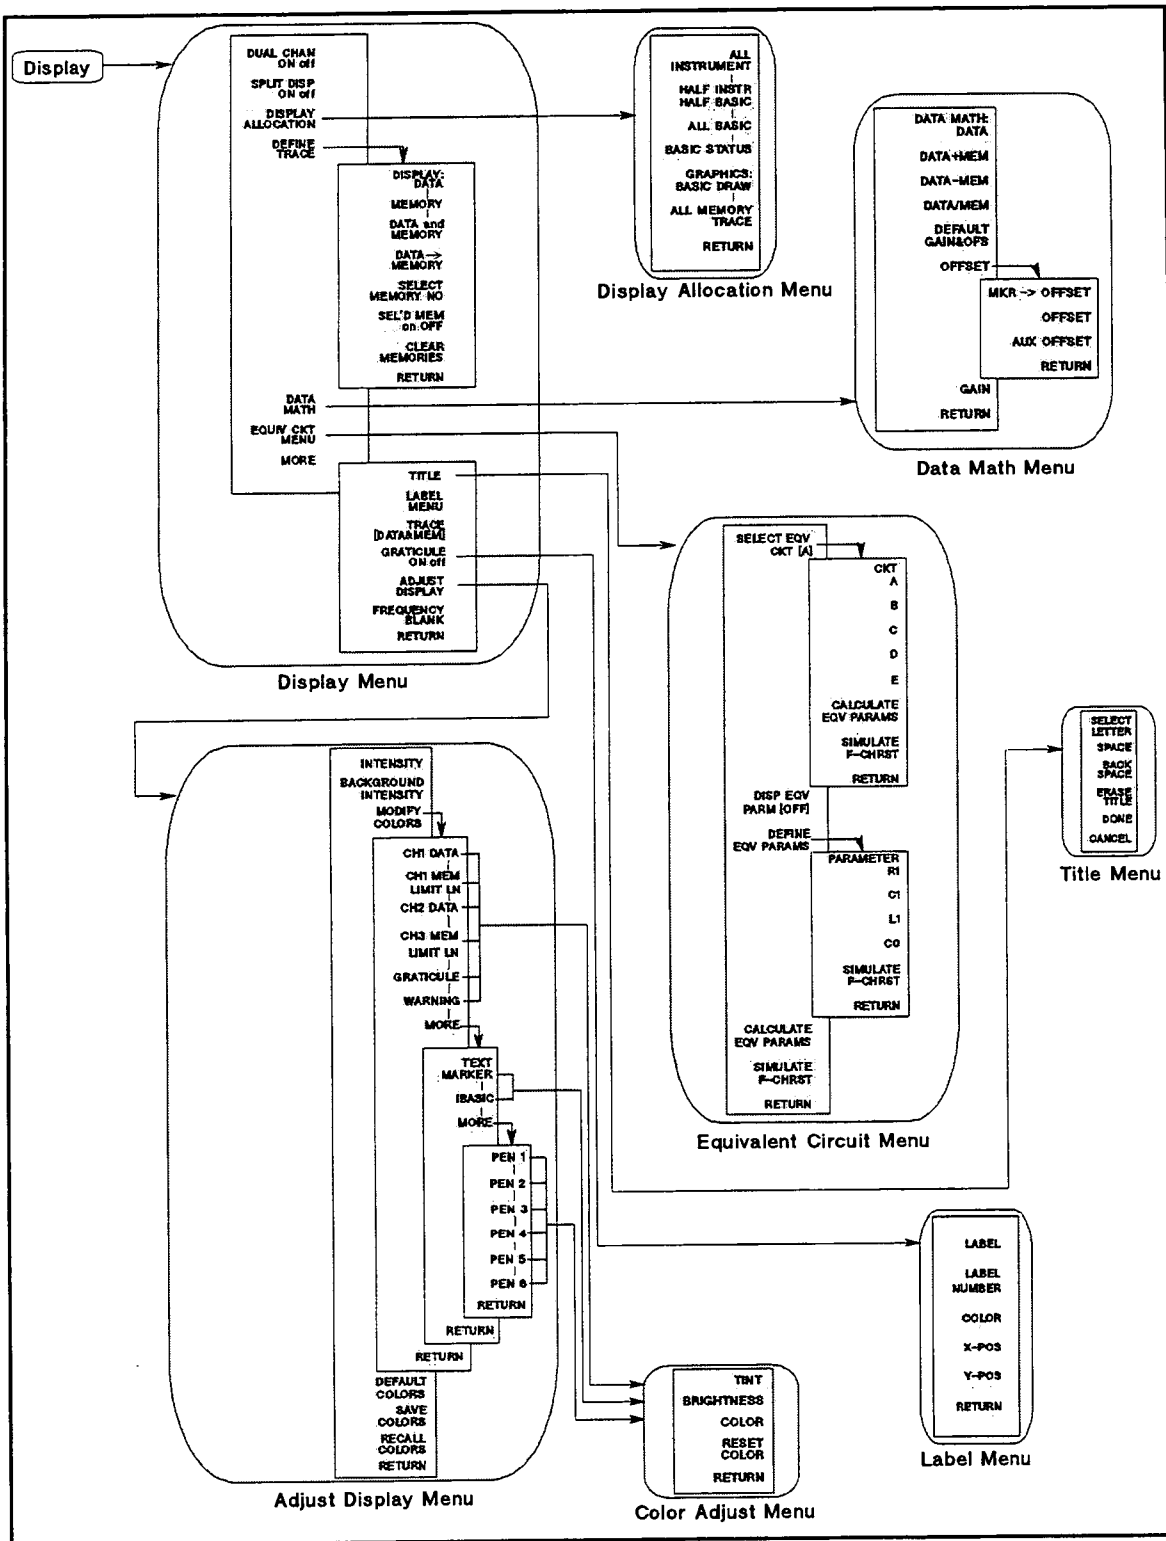 Display
DUAL CHAN
ON off
SPLIT DISP
ON off
DISPLAY
ALLOCATION
DEFINE
TRACE
DISPLAY:
DATA
MEMORY
DATA and
MEMORY
DATA→
MEMORY
SELECT
MEMORY NO
SEL'D MEM
on OFF
CLEAR
MEMORIES
RETURN
DATA
MATH
EQUIV CKT
MENU
MORE
TITLE
LABEL
MENU
TRACE
[DATA&MEM]
GRATICULE
ON off
ADJUST
DISPLAY
FREQUENCY
BLANK
RETURN
Display Menu
ALL
INSTRUMENT
HALF INSTR
HALF BASIC
ALL BASIC
BASIC STATUS
GRAPHICS:
BASIC DRAW
ALL MEMORY
TRACE
RETURN
Display Allocation Menu
DATA MATH:
DATA
DATA+MEM
DATA-MEM
DATA/MEM
DEFAULT
GAIN&OFS
OFFSET
MKR -> OFFSET
OFFSET
AUX OFFSET
RETURN
GAIN
RETURN
Data Math Menu
SELECT EQV
CKT [A]
CKT
A
B
C
D
E
CALCULATE
EQV PARAMS
SIMULATE
F-CHRST
RETURN
DISP EQV
PARM [OFF]
DEFINE
EQV PARAMS
PARAMETER
R1
C1
L1
C0
SIMULATE
F-CHRST
RETURN
CALCULATE
EQV PARAMS
SIMULATE
F-CHRST
RETURN
Equivalent Circuit Menu
SELECT
LETTER
SPACE
BACK
SPACE
ERASE
TITLE
DONE
CANCEL
Title Menu
INTENSITY
BACKGROUND
INTENSITY
MODIFY
COLORS
CH1 DATA
CH1 MEM
LIMIT LN
CH2 DATA
CH3 MEM
LIMIT LN
GRATICULE
WARNING
MORE
TEXT
MARKER
IBASIC
MORE
PEN 1
PEN 2
PEN 3
PEN 4
PEN 5
PEN 6
RETURN
RETURN
RETURN
DEFAULT
COLORS
SAVE
COLORS
RECALL
COLORS
RETURN
Adjust Display Menu
TINT
BRIGHTNESS
COLOR
RESET
COLOR
RETURN
Color Adjust Menu
LABEL
LABEL
NUMBER
COLOR
X-POS
Y-POS
RETURN
Label Menu